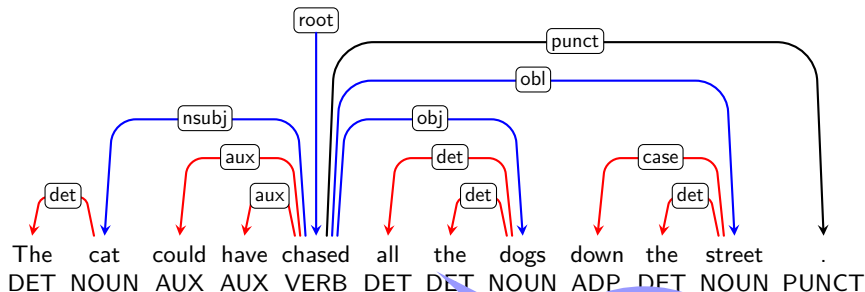 root
punct
obl
nsubj obj
aux det case
det aux det det
The cat could have chased all the dogs down the street .
DET NOUN AUX AUX VERB DET DET NOUN ADP DET NOUN PUNCT